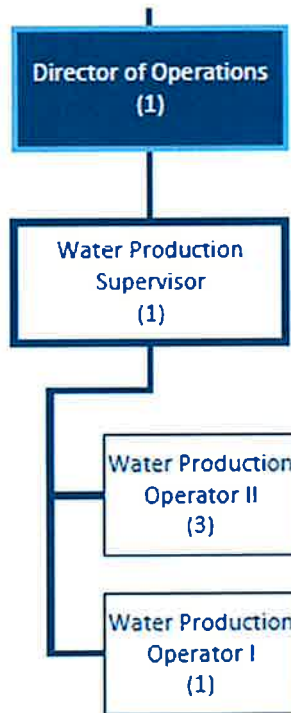 Director of Operations
(1)
Water Production
Supervisor
(1)
Water Production
Operator II
(3)
Water Production
Operator I
(1)